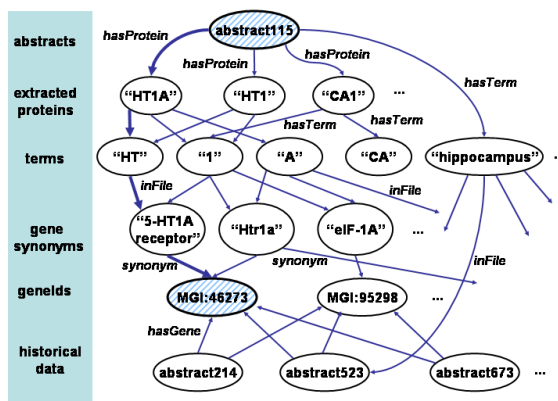 abstracts
abstract115
hasProtein
hasProtein
hasProtein
hasTerm
extracted
proteins
“HT1A”
“HT1”
“CA1”
...
hasTerm
hasTerm
terms
“HT”
“1”
“A”
“CA”
“hippocampus”
inFile
inFile
gene
synonyms
“5-HT1A
receptor”
“Htr1a”
“eIF-1A”
...
synonym
synonym
inFile
geneIds
MGI:46273
MGI:95298
...
hasGene
historical
data
abstract214
abstract523
abstract673
...